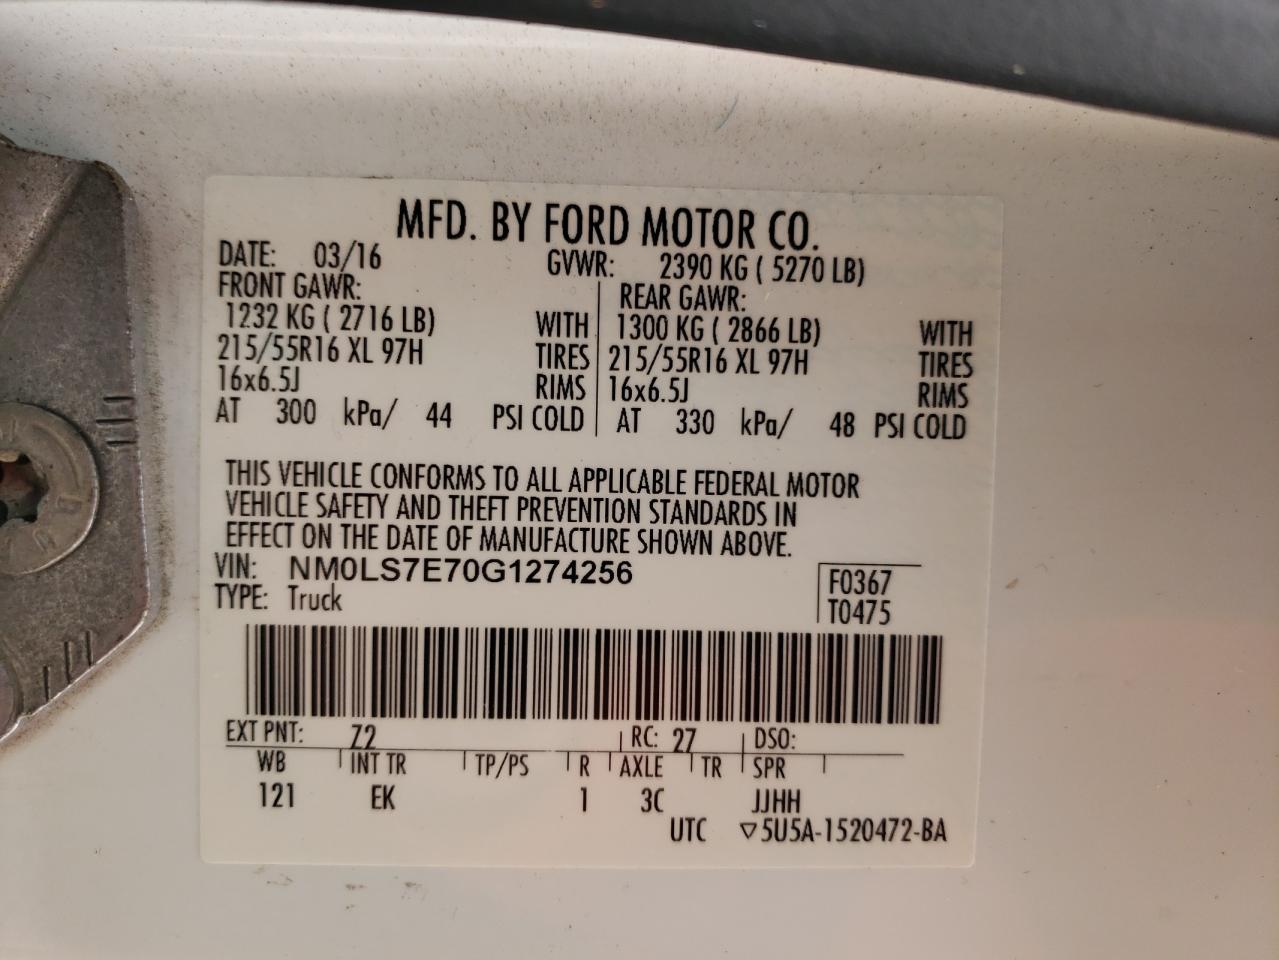 MFD. BY FORD MOTOR CO.
DATE: 03/16 GVWR: 2390 KG ( 5270 LB)
FRONT GAWR: REAR GAWR:
1232 KG ( 2716 LB) WITH 1300 KG ( 2866 LB) WITH
215/55R16 XL 97H TIRES 215/55R16 XL 97H TIRES
16x6.5J RIMS 16x6.5J RIMS
AT 300 kPa/ 44 PSI COLD AT 330 kPa/ 48 PSI COLD
THIS VEHICLE CONFORMS TO ALL APPLICABLE FEDERAL MOTOR
VEHICLE SAFETY AND THEFT PREVENTION STANDARDS IN
EFFECT ON THE DATE OF MANUFACTURE SHOWN ABOVE.
VIN: NM0LS7E70G1274256 F0367
TYPE: Truck T0475
EXT PNT: Z2 RC: 27 DSO:
WB INT TR TP/PS R AXLE TR SPR
121 EK 1 3C JJHH
UTC ▽5U5A-1520472-BA